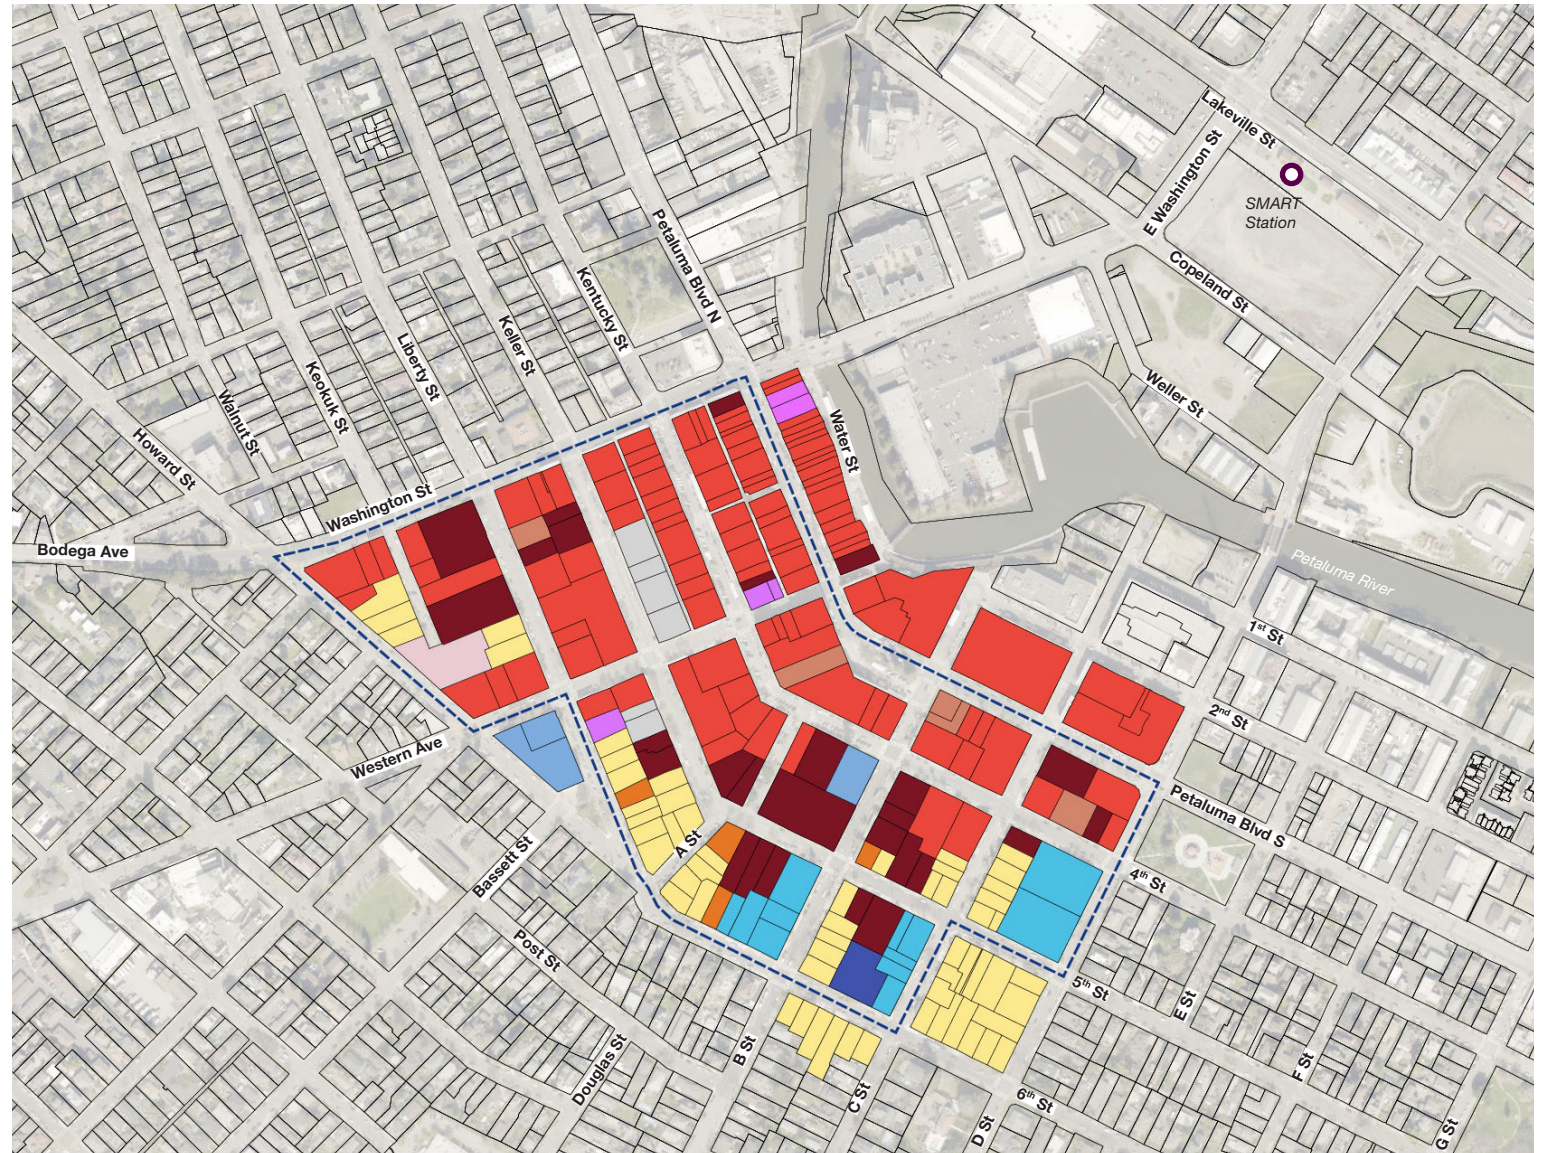 Lakeville St
E Washington St
SMART
Station
Petaluma Blvd N
Copeland St
Kentucky St
Keller St
Liberty St
Keokuk St
Walnut St
Howard St
Weller St
Water St
Washington St
Bodega Ave
Petaluma River
1st St
2nd St
Western Ave
Petaluma Blvd S
A St
Bassett St
4th St
Post St
5th St
E St
B St
Douglas St
C St
F St
6th St
D St
G St